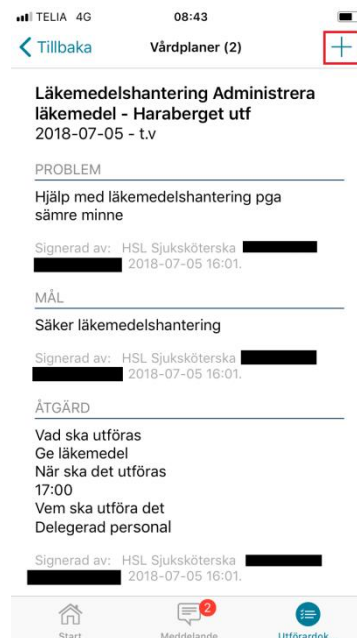 TELIA 4G 08:43
Tillbaka Vårdplaner (2)
Läkemedelshantering Administrera
läkemedel - Haraberget utf
2018-07-05 - t.v
PROBLEM
Hjälp med läkemedelshantering pga
sämre minne
Signerad av: HSL Sjuksköterska
2018-07-05 16:01.
MÅL
Säker läkemedelshantering
Signerad av: HSL Sjuksköterska
2018-07-05 16:01.
ÅTGÄRD
Vad ska utföras
Ge läkemedel
När ska det utföras
17:00
Vem ska utföra det
Delegerad personal
Signerad av: HSL Sjuksköterska
2018-07-05 16:01.
2
Start Meddelande Utförardok